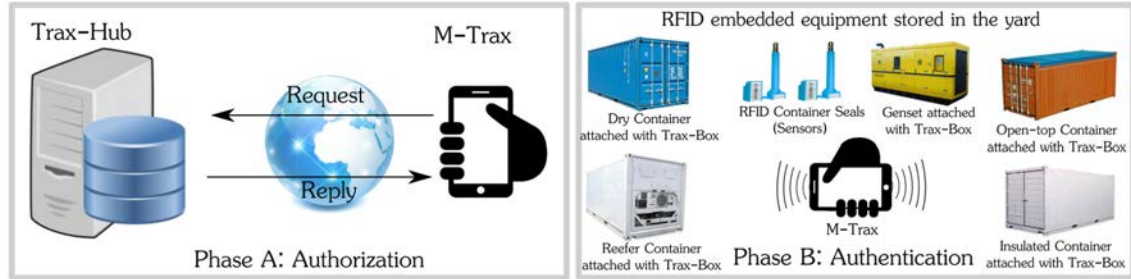 Trax-Hub
M-Trax
Request
Reply
Phase A: Authorization
RFID embedded equipment stored in the yard
Dry Container
attached with Trax-Box
RFID Container Seals
(Sensors)
Genset attached
with Trax-Box
Open-top Container
attached with Trax-Box
Reefer Container
attached with Trax-Box
M-Trax
Insulated Container
attached with Trax-Box
Phase B: Authentication